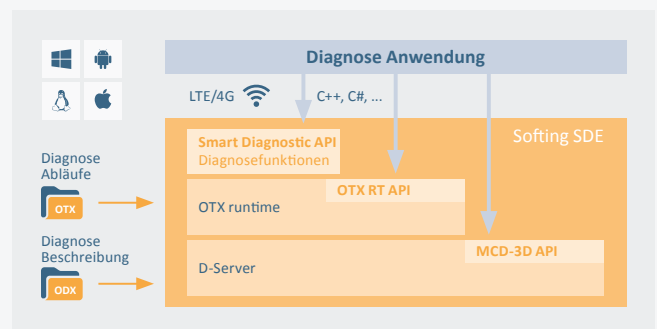 Diagnose Anwendung
LTE/4G
C++, C#, ...
Softing SDE
Smart Diagnostic API
Diagnosefunktionen
Diagnose
Abläufe
OTX
OTX RT API
OTX runtime
Diagnose
Beschreibung
ODX
MCD-3D API
D-Server